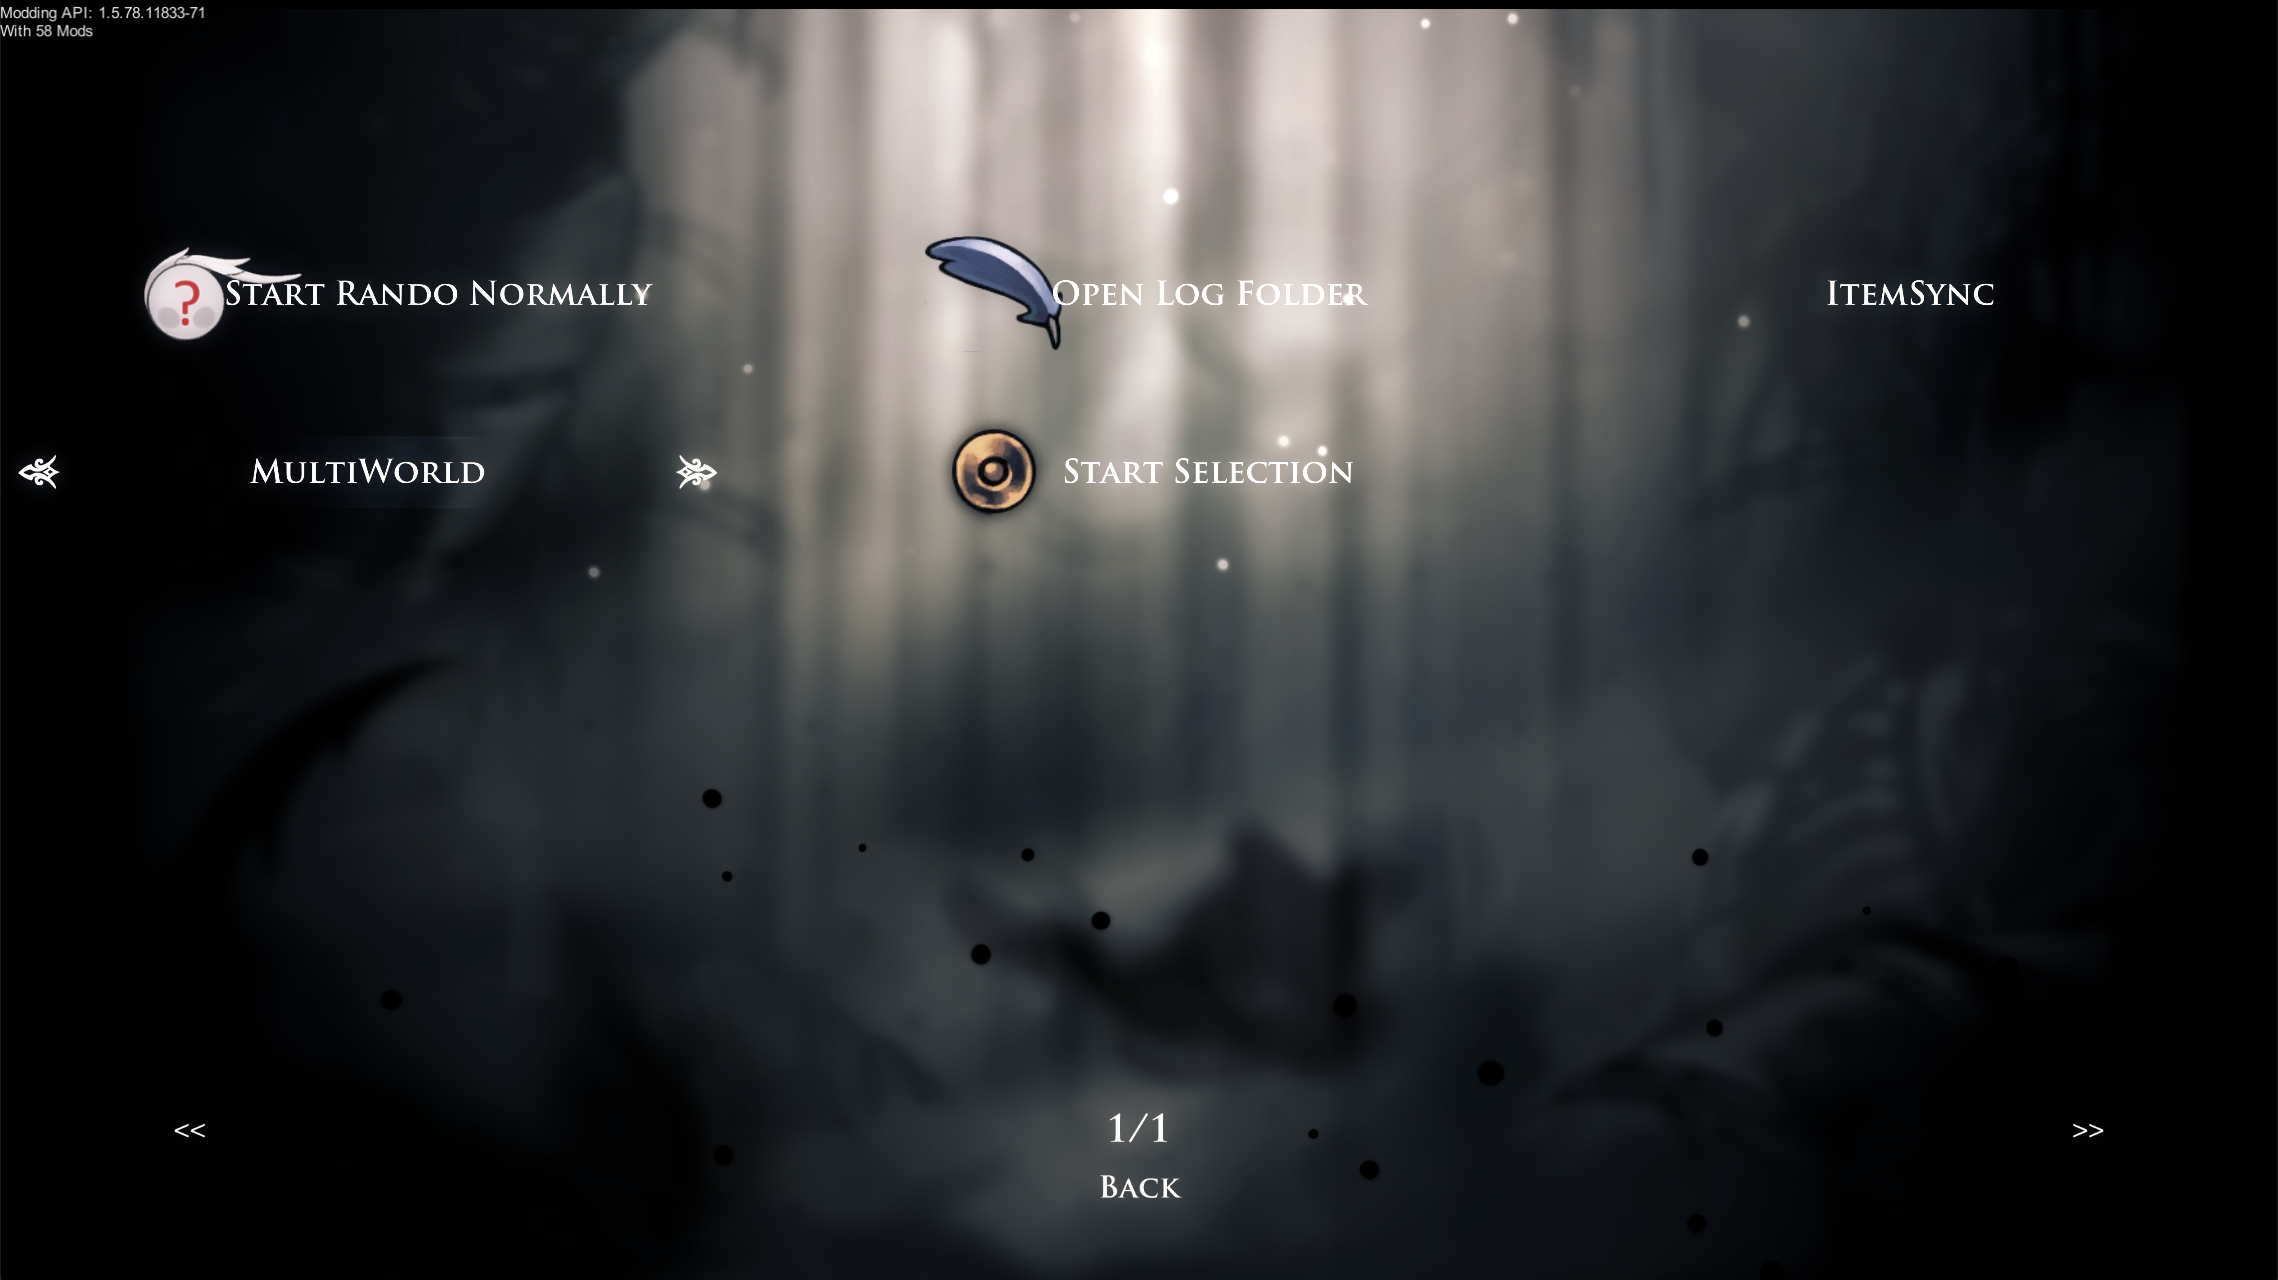 Modding API: 1.5.78.11833-71
With 58 Mods
Start Rando Normally
Open Log Folder
ItemSync
MultiWorld
Start Selection
<<
1/1
>>
Back